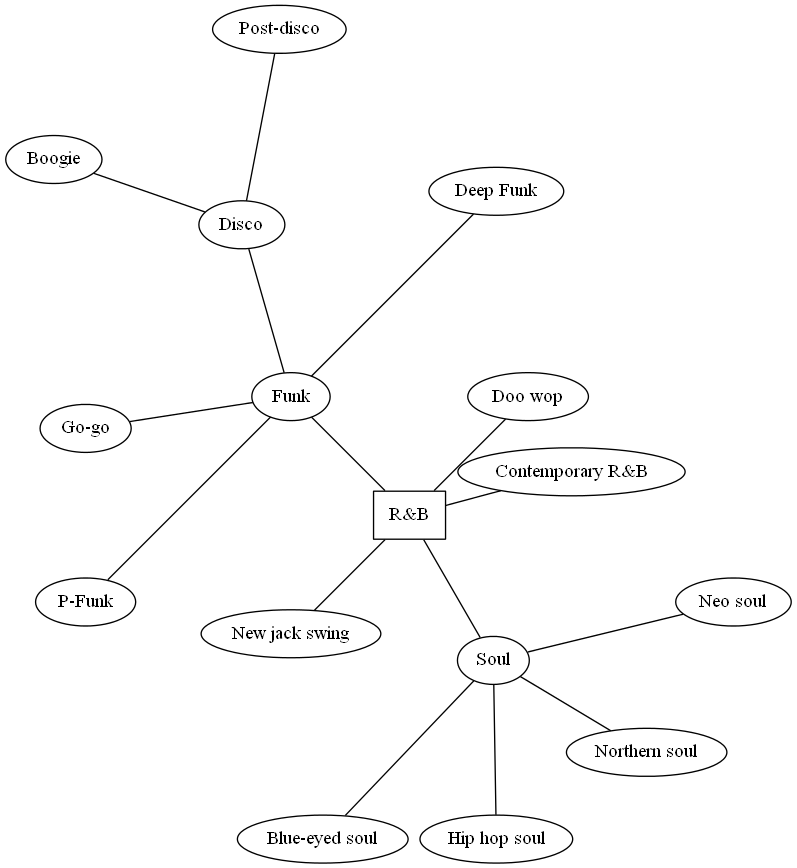 Post-disco
Boogie
Deep Funk
Disco
Funk
Doo wop
Go-go
Contemporary R&B
R&B
P-Funk
Neo soul
New jack swing
Soul
Northern soul
Blue-eyed soul
Hip hop soul